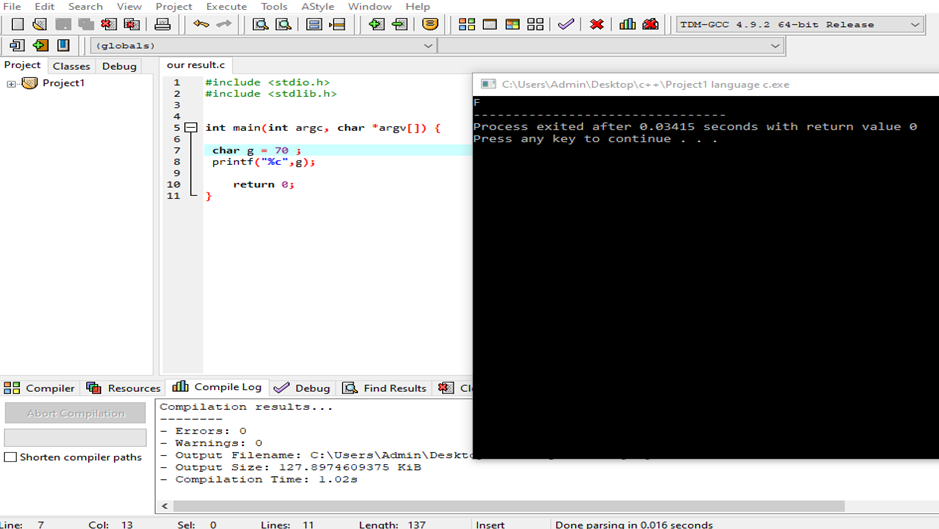 File Edit Search View Project Execute Tools AStyle Window Help
TDM-GCC 4.9.2 64-bit Release
(globals)
Project Classes Debug
our result.c
Project1
1 #include <stdio.h>
2 #include <stdlib.h>
3
4
5 int main(int argc, char *argv[]) {
6
7 char g = 70 ;
8 printf("%c",g);
9
10 return 0;
11 }
C:\Users\Admin\Desktop\c++\Project1 language c.exe
F
--------------------------------
Process exited after 0.03415 seconds with return value 0
Press any key to continue . . .
Compiler Resources Compile Log Debug Find Results Cl
Abort Compilation
Shorten compiler paths
Compilation results...
--------
- Errors: 0
- Warnings: 0
- Output Filename: C:\Users\Admin\Deskto
- Output Size: 127.8974609375 KiB
- Compilation Time: 1.02s
Line: 7 Col: 13 Sel: 0 Lines: 11 Length: 137 Insert Done parsing in 0.016 seconds